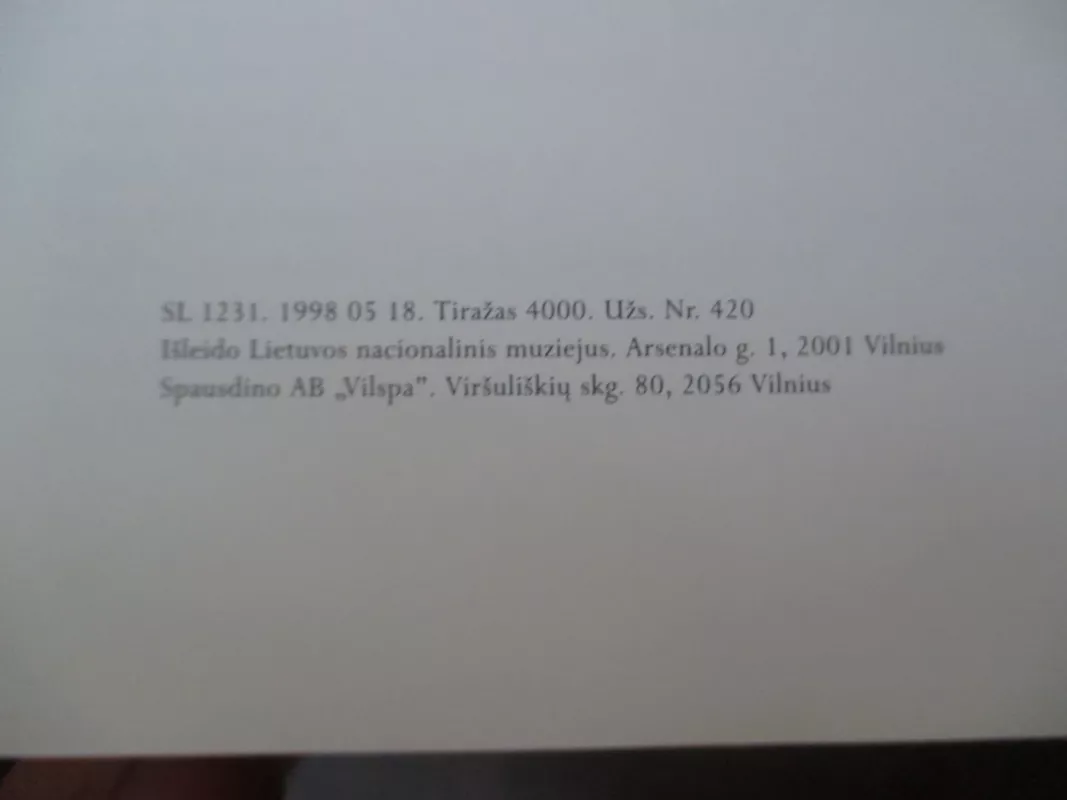 SL 1231. 1998 05 18. Tiražas 4000. Užs. Nr. 420
Išleido Lietuvos nacionalinis muziejus. Arsenalo g. 1, 2001 Vilnius
Spausdino AB „Vilspa". Viršuliškių skg. 80, 2056 Vilnius